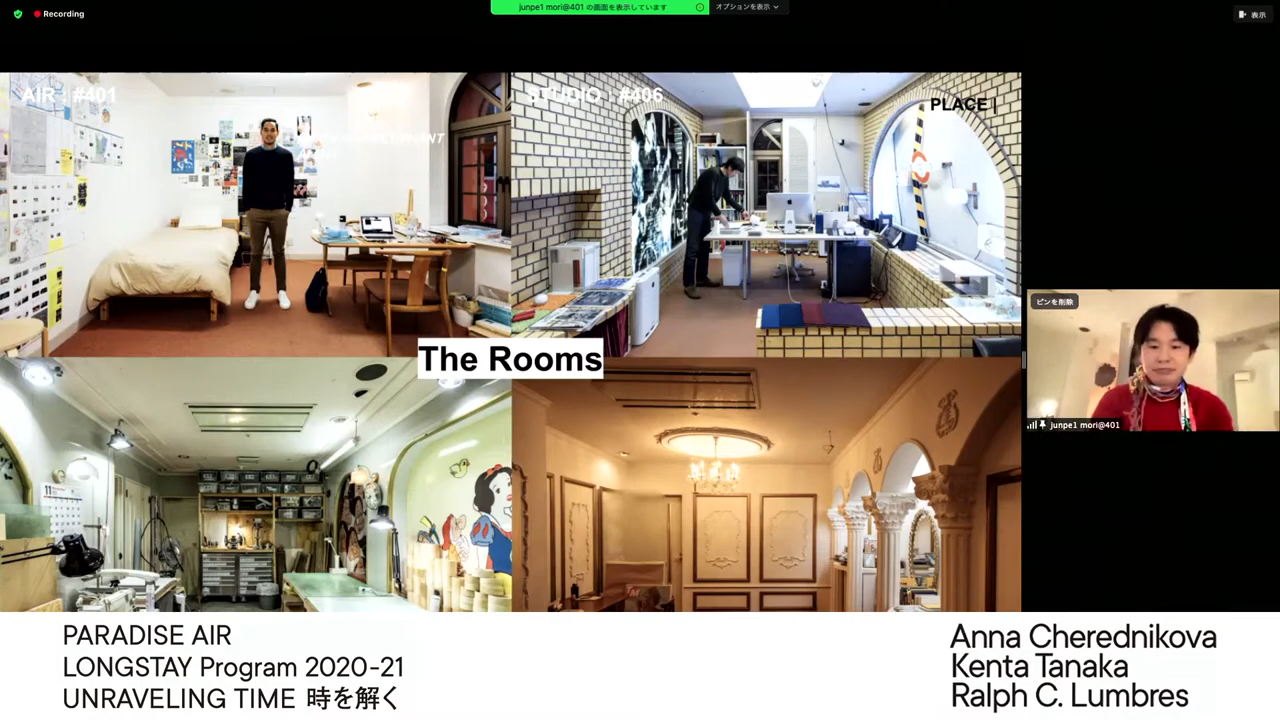 Recording
junpe1 mori@401 の画面を表示しています
オプションを表示
表示
AIR : #401
STUDIO : #406
PLACE |
The Rooms
ピンを削除
junpe1 mori@401
11
PARADISE AIR
LONGSTAY Program 2020-21
UNRAVELING TIME 時を解く
Anna Cherednikova
Kenta Tanaka
Ralph C. Lumbres